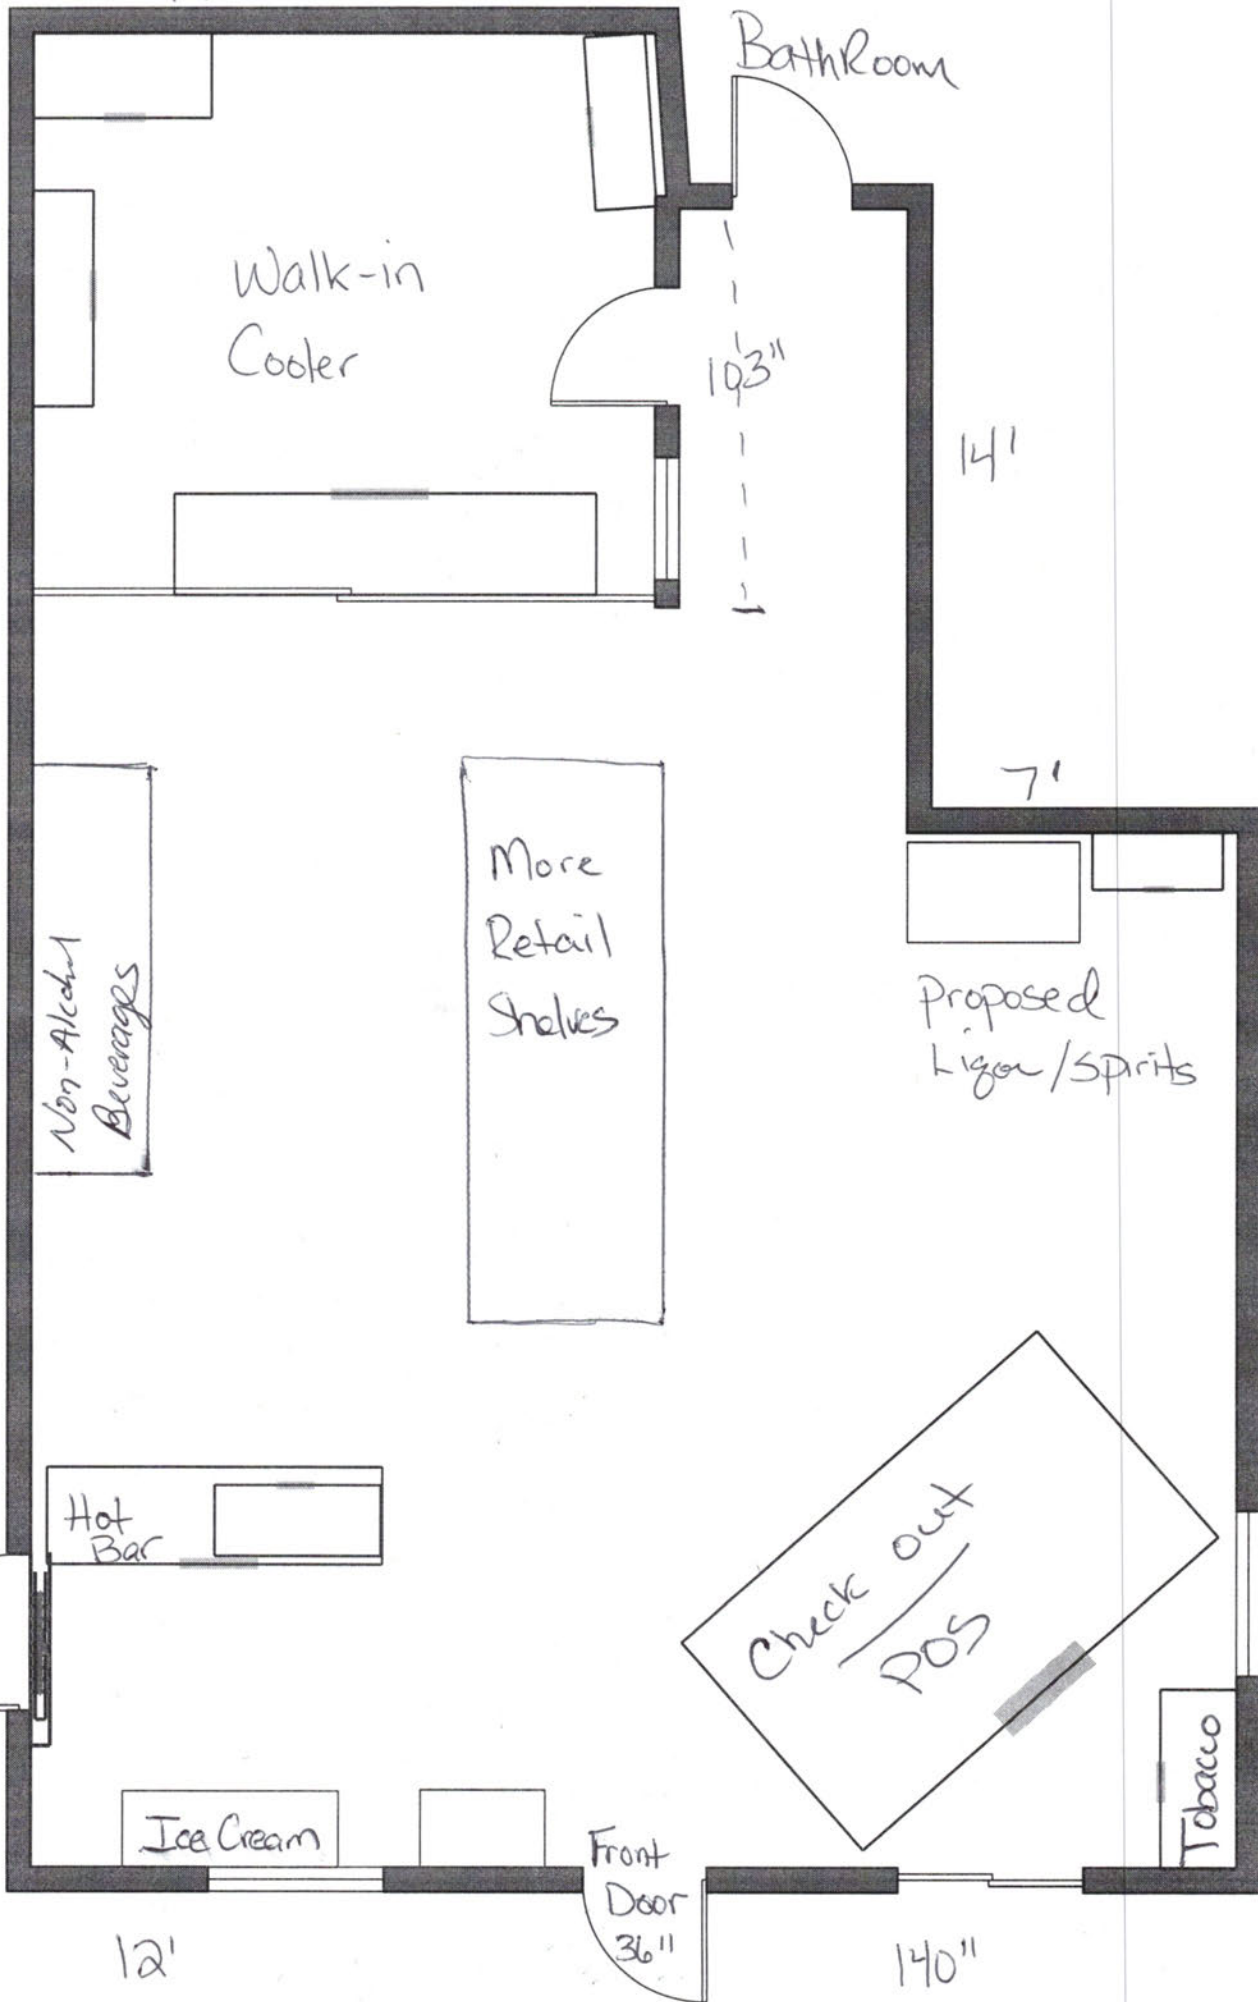 BathRoom
Walk-in
Cooler
103"
14'
7'
More
Retail
Shelves
Non-Alcohol
Beverages
Proposed
Liqou/Spirits
Hot
Bar
Check out
POS
Tobacco
Ice Cream
Front
Door
36"
12'
140"